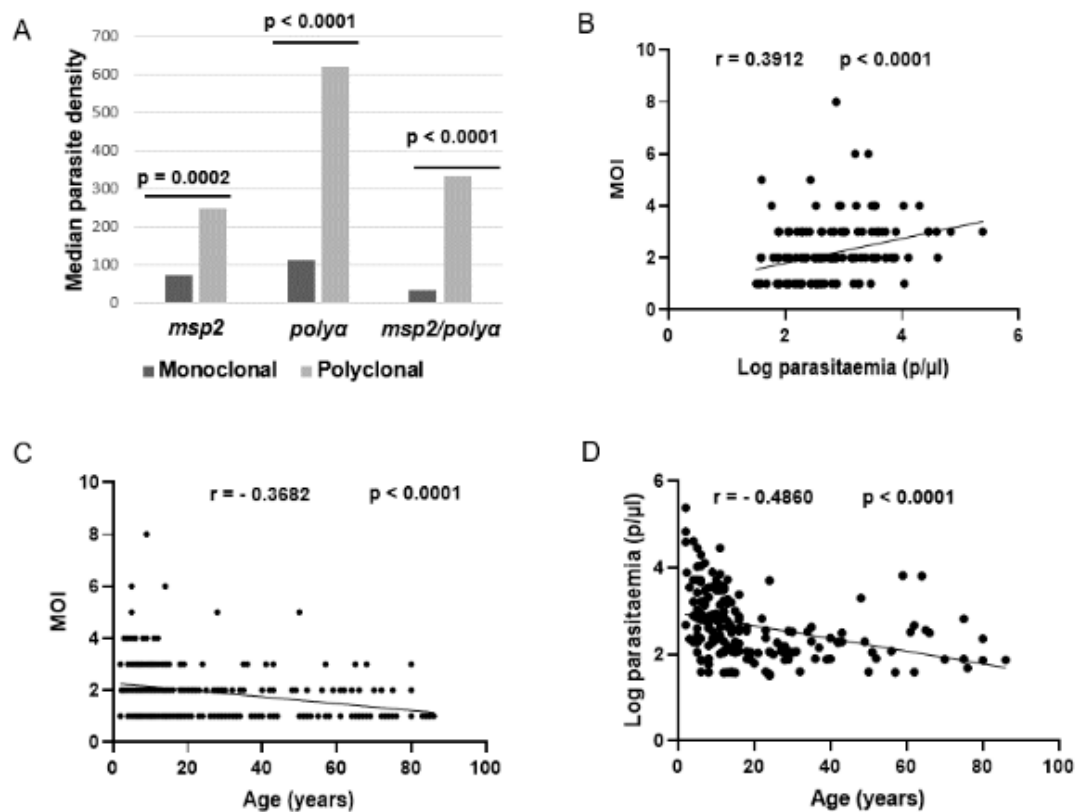 A
Median parasite density
700
600
500
400
300
200
100
0
p = 0.0002
p < 0.0001
p < 0.0001
msp2 polyα msp2/polyα
Monoclonal Polyclonal
B
r = 0.3912 p < 0.0001
MOI
10
8
6
4
2
0
0 2 4 6
Log parasitaemia (p/µl)
C
r = - 0.3682 p < 0.0001
MOI
10
8
6
4
2
0
0 20 40 60 80 100
Age (years)
D
r = - 0.4860 p < 0.0001
Log parasitaemia (p/µl)
6
4
2
0
0 20 40 60 80 100
Age (years)